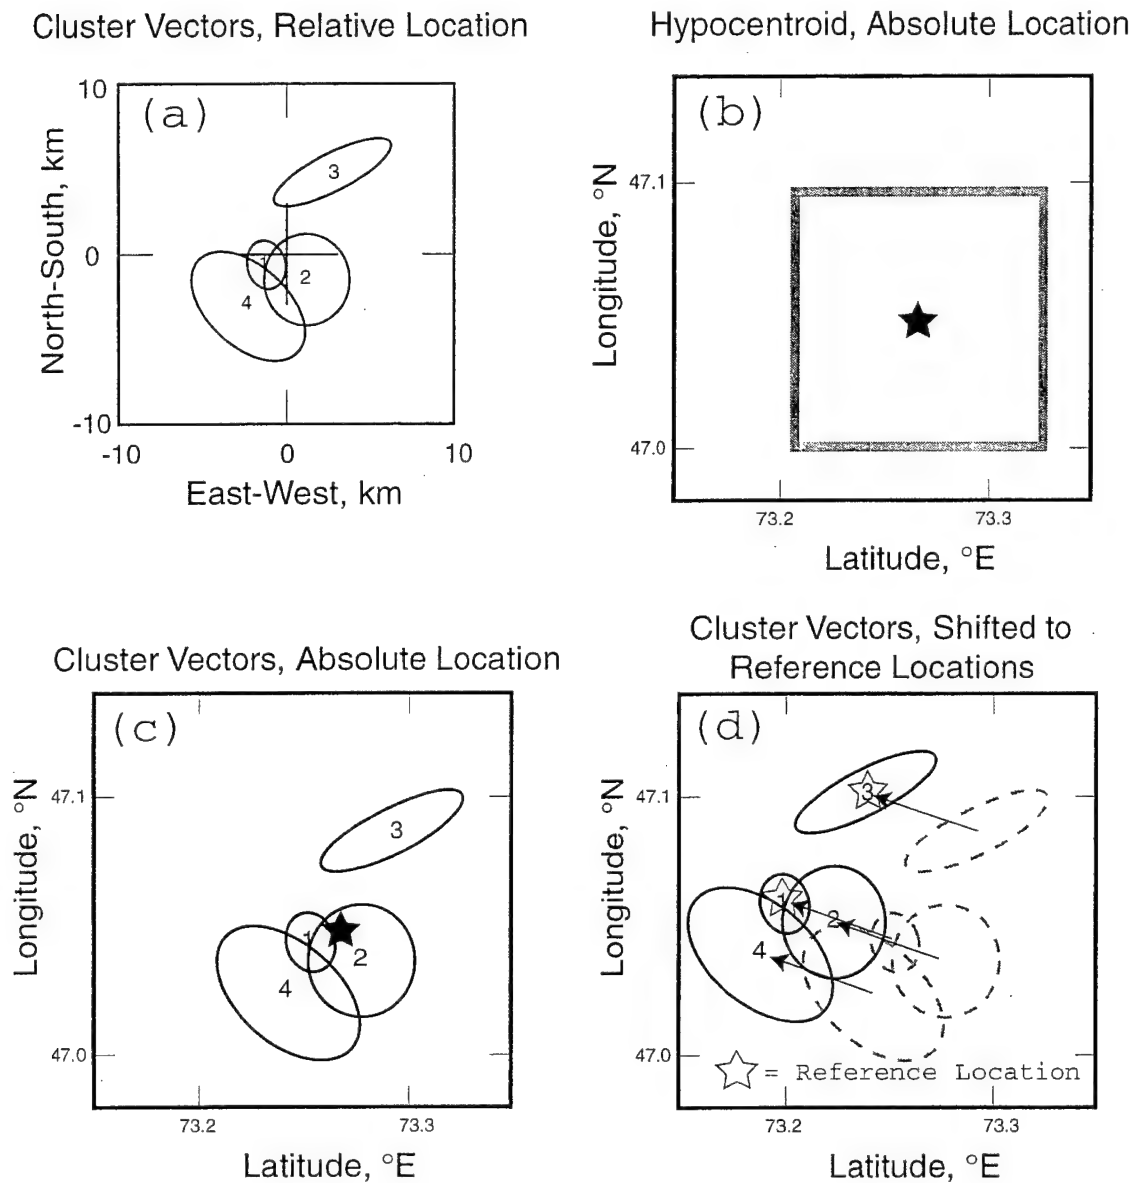 Cluster Vectors, Relative Location
(a)
10
0
-10
-10
0
10
North-South, km
East-West, km
1
2
3
4
Hypocentroid, Absolute Location
(b)
47.1
47.0
73.2
73.3
Longitude, °N
Latitude, °E
Cluster Vectors, Absolute Location
(c)
47.1
47.0
73.2
73.3
Longitude, °N
Latitude, °E
1
2
3
4
Cluster Vectors, Shifted to
Reference Locations
(d)
47.1
47.0
73.2
73.3
Longitude, °N
Latitude, °E
1
2
3
4
= Reference Location